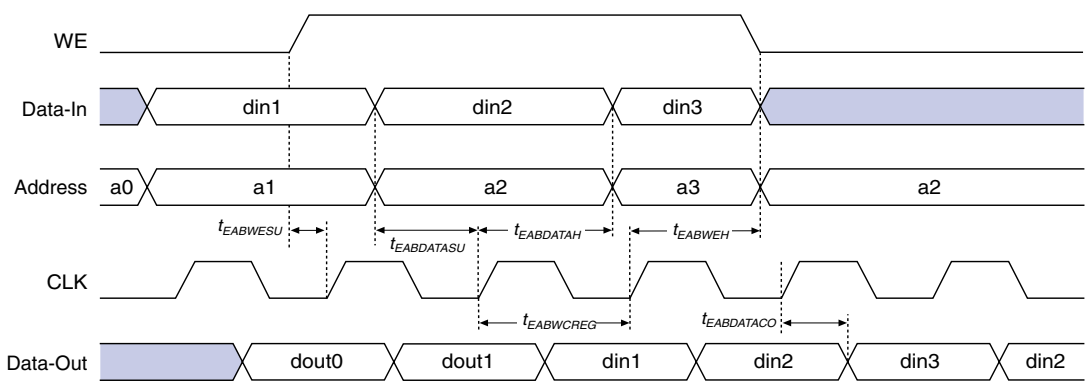 WE
Data-In din1 din2 din3
Address a0 a1 a2 a3 a2
tEABWESU tEABDATASU tEABDATAH tEABWEH
CLK
tEABWCREG tEABDATACO
Data-Out dout0 dout1 din1 din2 din3 din2